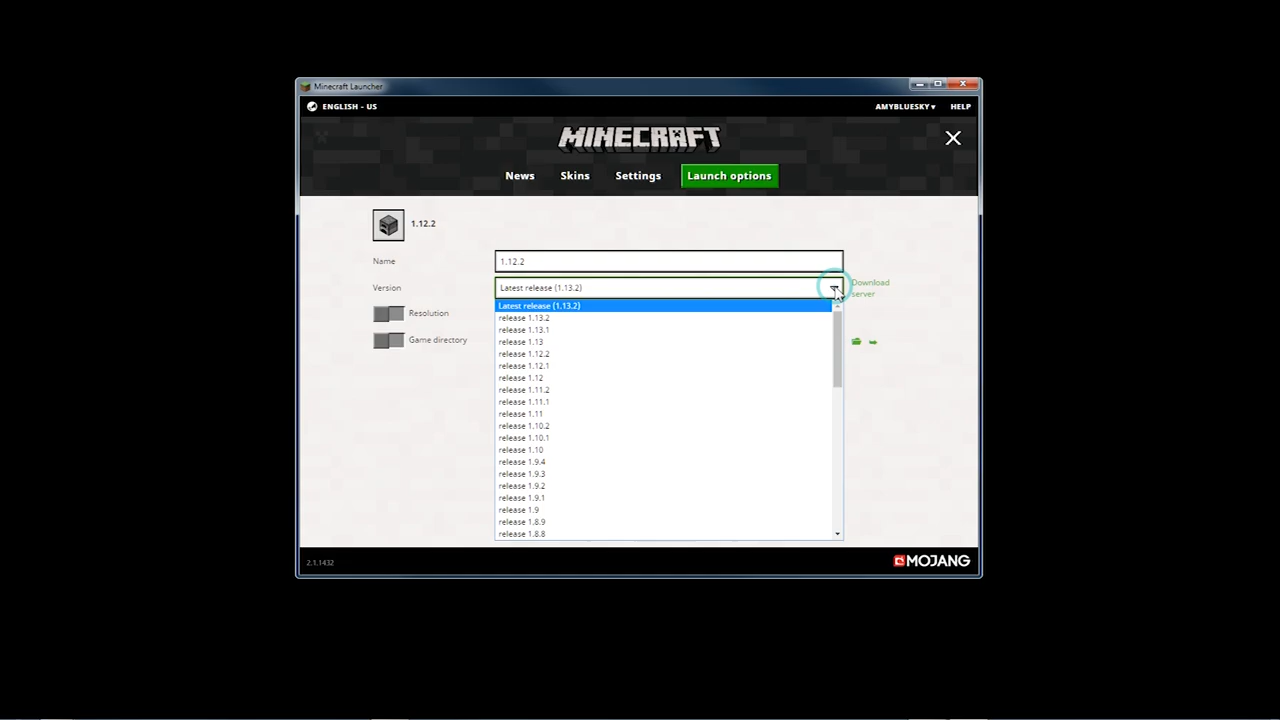 Minecraft Launcher
ENGLISH - US
AMYBLUESKY▾
HELP
MINECRAFT
News
Skins
Settings
Launch options
1.12.2
Name
1.12.2
Version
Latest release (1.13.2)
Download
server
Latest release (1.13.2)
release 1.13.2
release 1.13.1
release 1.13
release 1.12.2
release 1.12.1
release 1.12
release 1.11.2
release 1.11.1
release 1.11
release 1.10.2
release 1.10.1
release 1.10
release 1.9.4
release 1.9.3
release 1.9.2
release 1.9.1
release 1.9
release 1.8.9
release 1.8.8
Resolution
Game directory
2.1.1432
MOJANG